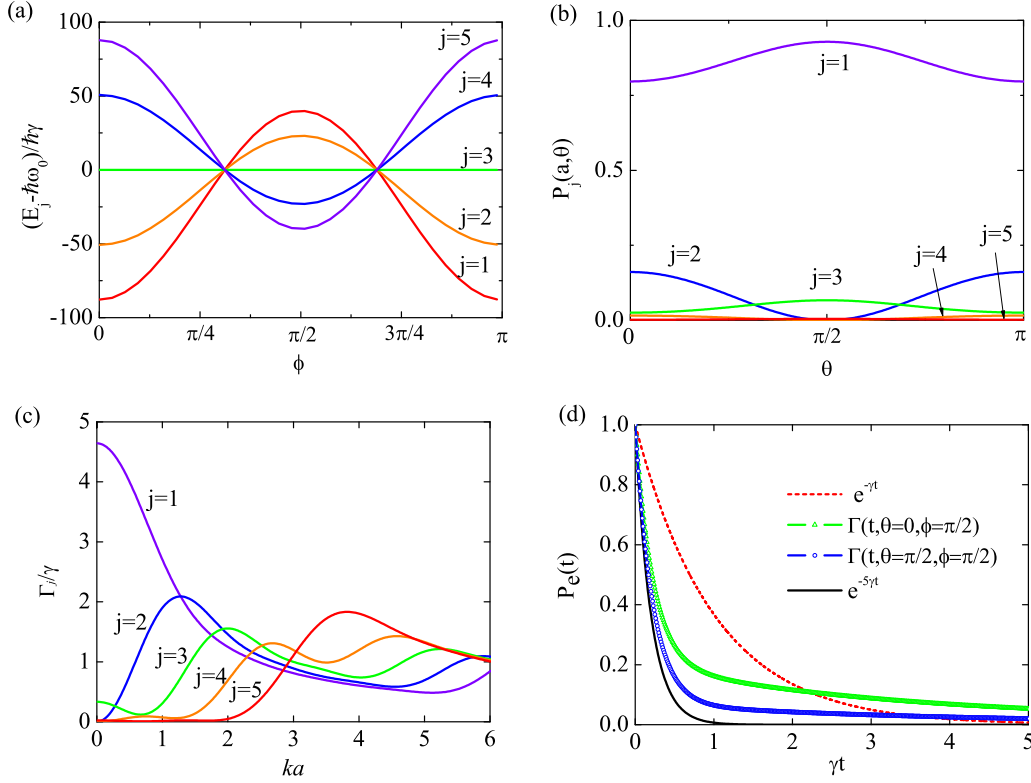 (a)
100
50
0
-50
-100
(E_j-ħω_0)/ħγ
j=5
j=4
j=3
j=2
j=1
0 π/4 π/2 3π/4 π
ϕ
(b)
1.0
0.5
0.0
P_j(a,θ)
j=1
j=2
j=3
j=4
j=5
0 π/2 π
θ
(c)
5
4
3
2
1
0
Γ_j/γ
j=1
j=2
j=3
j=4
j=5
0 1 2 3 4 5 6
ka
(d)
1.0
0.8
0.6
0.4
0.2
0.0
P_e(t)
e^{-γt}
Γ(t,θ=0,ϕ=π/2)
Γ(t,θ=π/2,ϕ=π/2)
e^{-5γt}
0 1 2 3 4 5
γt